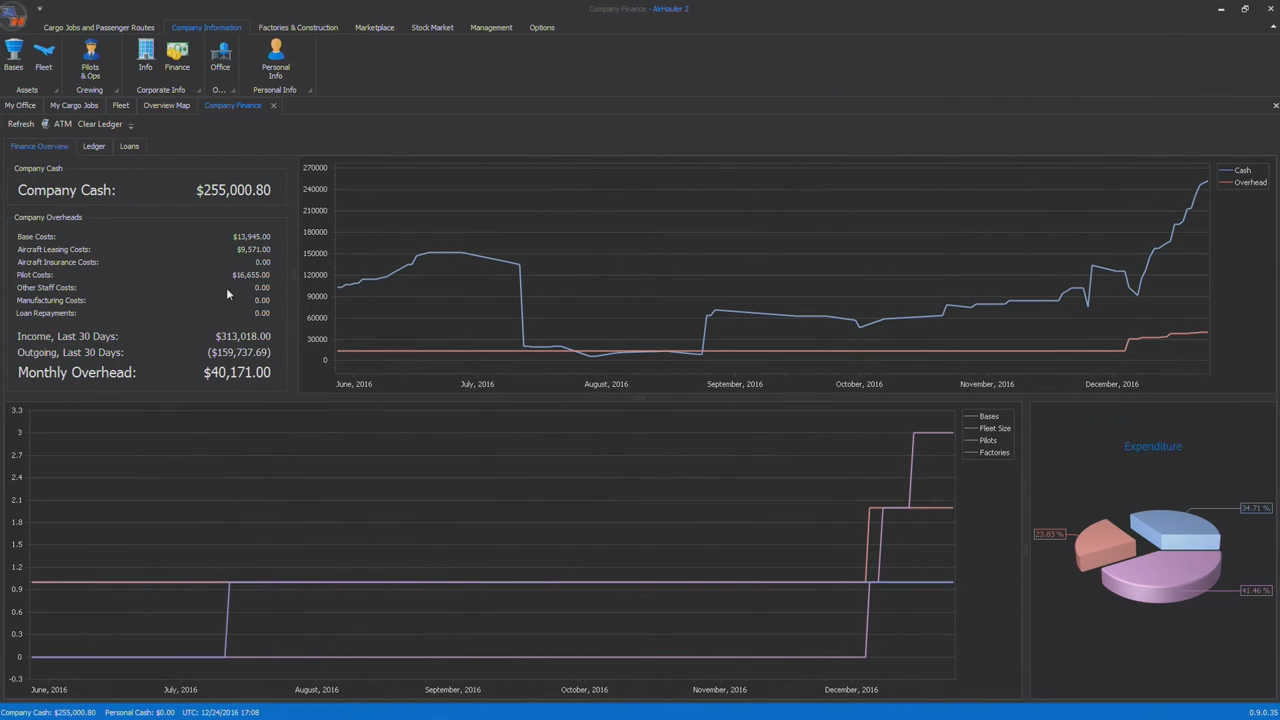 Company Finance - AirHauler 2
Cargo Jobs and Passenger Routes Company Information Factories & Construction Marketplace Stock Market Management Options
Bases Fleet Pilots & Ops Info Finance Office Personal Info
Assets Crewing Corporate Info O... Personal Info
My Office My Cargo Jobs Fleet Overview Map Company Finance
Refresh ATM Clear Ledger
Finance Overview Ledger Loans
Company Cash
Company Cash: $255,000.80
Company Overheads
Base Costs: $13,945.00
Aircraft Leasing Costs: $9,571.00
Aircraft Insurance Costs: 0.00
Pilot Costs: $16,655.00
Other Staff Costs: 0.00
Manufacturing Costs: 0.00
Loan Repayments: 0.00
Income, Last 30 Days: $313,018.00
Outgoing, Last 30 Days: ($159,737.69)
Monthly Overhead: $40,171.00
270000
240000
210000
180000
150000
120000
90000
60000
30000
0
June, 2016 July, 2016 August, 2016 September, 2016 October, 2016 November, 2016 December, 2016
Cash
Overhead
3.3
3
2.7
2.4
2.1
1.8
1.5
1.2
0.9
0.6
0.3
0
-0.3
June, 2016 July, 2016 August, 2016 September, 2016 October, 2016 November, 2016 December, 2016
Bases
Fleet Size
Pilots
Factories
Expenditure
34.71 %
23.83 %
41.46 %
Company Cash: $255,000.80 Personal Cash: $0.00 UTC: 12/24/2016 17:08 0.9.0.35